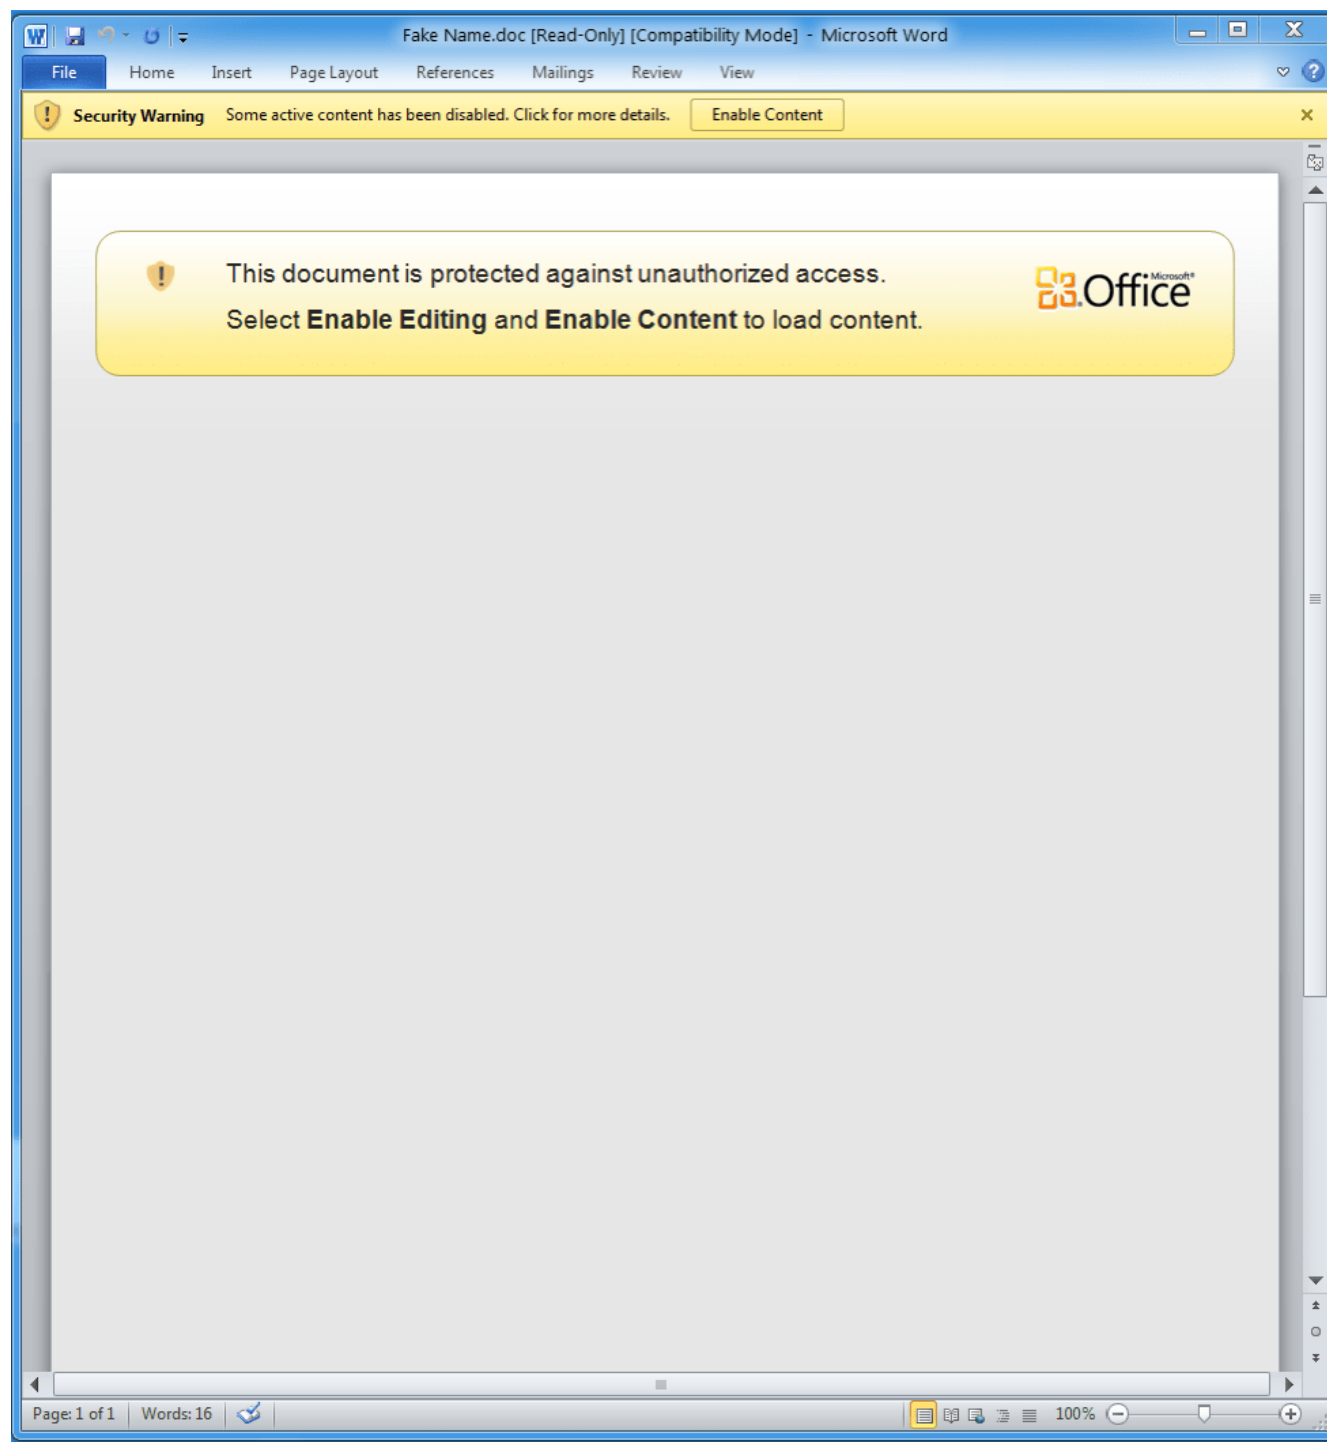 Fake Name.doc [Read-Only] [Compatibility Mode] - Microsoft Word
File Home Insert Page Layout References Mailings Review View
Security Warning Some active content has been disabled. Click for more details. Enable Content
This document is protected against unauthorized access.
Select Enable Editing and Enable Content to load content.
Microsoft®
Office
Page: 1 of 1 Words: 16 100%